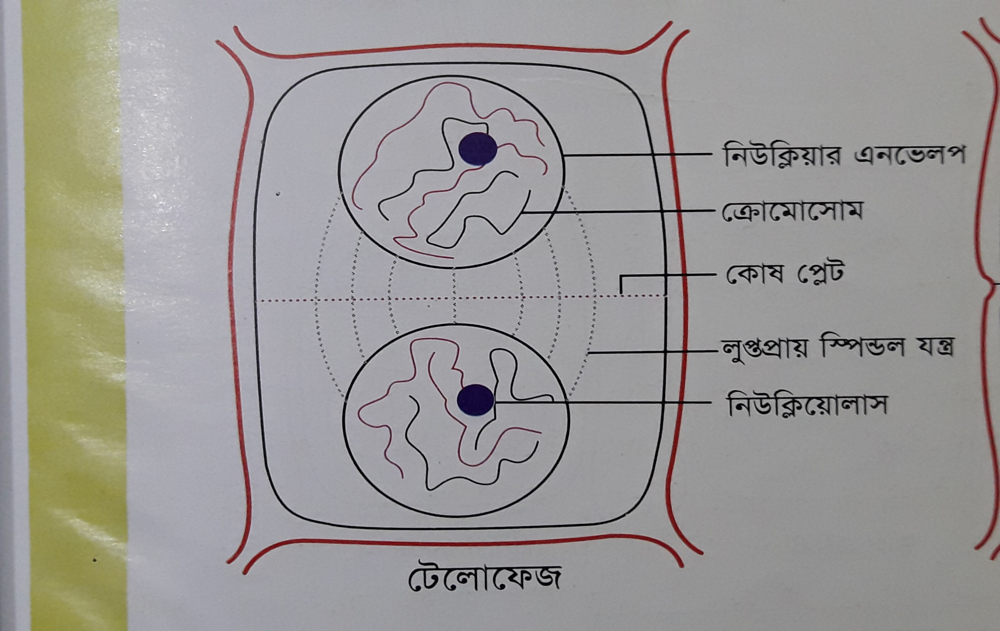 নিউক্লিয়ার এনভেলপ
ক্রোমোসোম
কোষ প্লেট
লুপ্তপ্রায় স্পিন্ডল যন্ত্র
নিউক্লিয়োলাস
টেলোফেজ